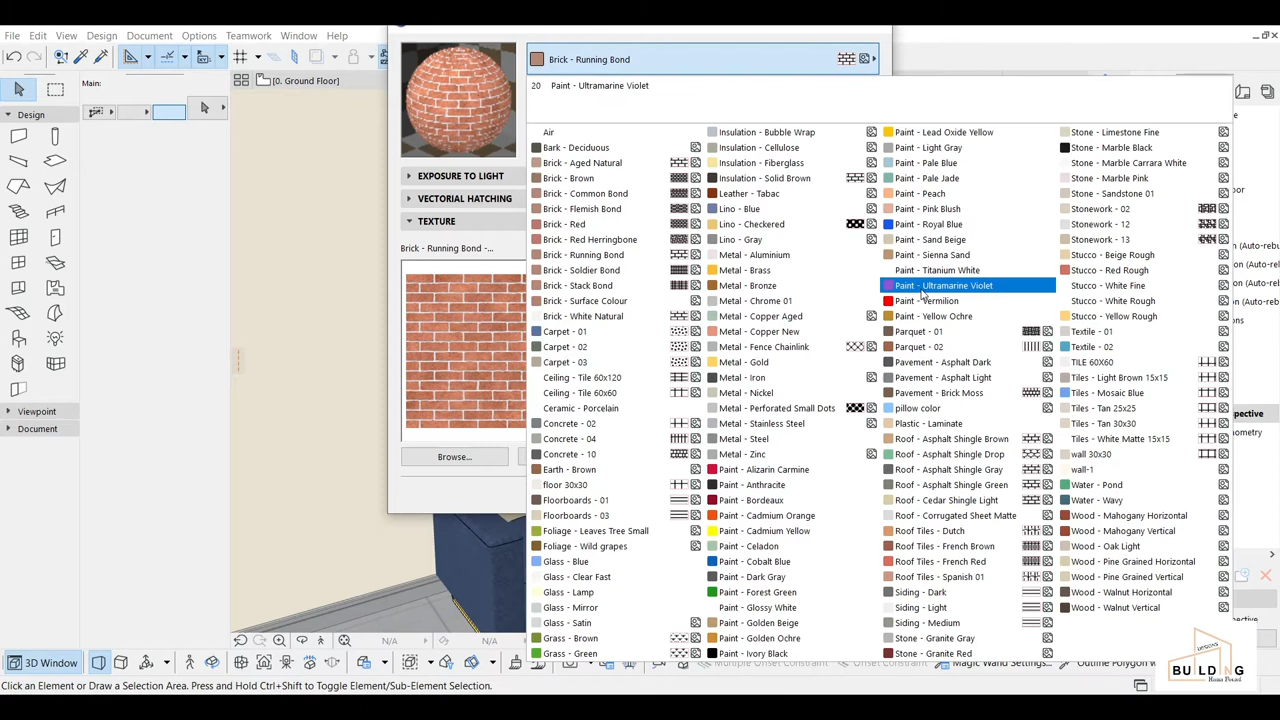 File Edit View Design Document Options Teamwork Window Help
Main:
[0. Ground Floor]
Design
Viewpoint
Document
Brick - Running Bond
EXPOSURE TO LIGHT
VECTORIAL HATCHING
TEXTURE
Brick - Running Bond -...
Browse...
20 Paint - Ultramarine Violet
Air
Bark - Deciduous
Brick - Aged Natural
Brick - Brown
Brick - Common Bond
Brick - Flemish Bond
Brick - Red
Brick - Red Herringbone
Brick - Running Bond
Brick - Soldier Bond
Brick - Stack Bond
Brick - Surface Colour
Brick - White Natural
Carpet - 01
Carpet - 02
Carpet - 03
Ceiling - Tile 60x120
Ceiling - Tile 60x60
Ceramic - Porcelain
Concrete - 02
Concrete - 04
Concrete - 10
Earth - Brown
floor 30x30
Floorboards - 01
Floorboards - 03
Foliage - Leaves Tree Small
Foliage - Wild grapes
Glass - Blue
Glass - Clear Fast
Glass - Lamp
Glass - Mirror
Glass - Satin
Grass - Brown
Grass - Green
Insulation - Bubble Wrap
Insulation - Cellulose
Insulation - Fiberglass
Insulation - Solid Brown
Leather - Tabac
Lino - Blue
Lino - Checkered
Lino - Gray
Metal - Aluminium
Metal - Brass
Metal - Bronze
Metal - Chrome 01
Metal - Copper Aged
Metal - Copper New
Metal - Fence Chainlink
Metal - Gold
Metal - Iron
Metal - Nickel
Metal - Perforated Small Dots
Metal - Stainless Steel
Metal - Steel
Metal - Zinc
Paint - Alizarin Carmine
Paint - Anthracite
Paint - Bordeaux
Paint - Cadmium Orange
Paint - Cadmium Yellow
Paint - Celadon
Paint - Cobalt Blue
Paint - Dark Gray
Paint - Forest Green
Paint - Glossy White
Paint - Golden Beige
Paint - Golden Ochre
Paint - Ivory Black
Paint - Lead Oxide Yellow
Paint - Light Gray
Paint - Pale Blue
Paint - Pale Jade
Paint - Peach
Paint - Pink Blush
Paint - Royal Blue
Paint - Sand Beige
Paint - Sienna Sand
Paint - Titanium White
Paint - Ultramarine Violet
Paint - Vermilion
Paint - Yellow Ochre
Parquet - 01
Parquet - 02
Pavement - Asphalt Dark
Pavement - Asphalt Light
Pavement - Brick Moss
pillow color
Plastic - Laminate
Roof - Asphalt Shingle Brown
Roof - Asphalt Shingle Drop
Roof - Asphalt Shingle Gray
Roof - Asphalt Shingle Green
Roof - Cedar Shingle Light
Roof - Corrugated Sheet Matte
Roof Tiles - Dutch
Roof Tiles - French Brown
Roof Tiles - French Red
Roof Tiles - Spanish 01
Siding - Dark
Siding - Light
Siding - Medium
Stone - Granite Gray
Stone - Granite Red
Stone - Limestone Fine
Stone - Marble Black
Stone - Marble Carrara White
Stone - Marble Pink
Stone - Sandstone 01
Stonework - 02
Stonework - 12
Stonework - 13
Stucco - Beige Rough
Stucco - Red Rough
Stucco - White Fine
Stucco - White Rough
Stucco - Yellow Rough
Textile - 01
Textile - 02
TILE 60X60
Tiles - Light Brown 15x15
Tiles - Mosaic Blue
Tiles - Tan 25x25
Tiles - Tan 30x30
Tiles - White Matte 15x15
wall 30x30
wall-1
Water - Pond
Water - Wavy
Wood - Mahogany Horizontal
Wood - Mahogany Vertical
Wood - Oak Light
Wood - Pine Grained Horizontal
Wood - Pine Grained Vertical
Wood - Walnut Horizontal
Wood - Walnut Vertical
(Auto-rebu
(Auto-rebu
N/A N/A
3D Window
Magic Wand Settings...
Outline Polygon
Click an Element or Draw a Selection Area. Press and Hold Ctrl+Shift to Toggle Element/Sub-Element Selection.
DESIGNS
BUILDING